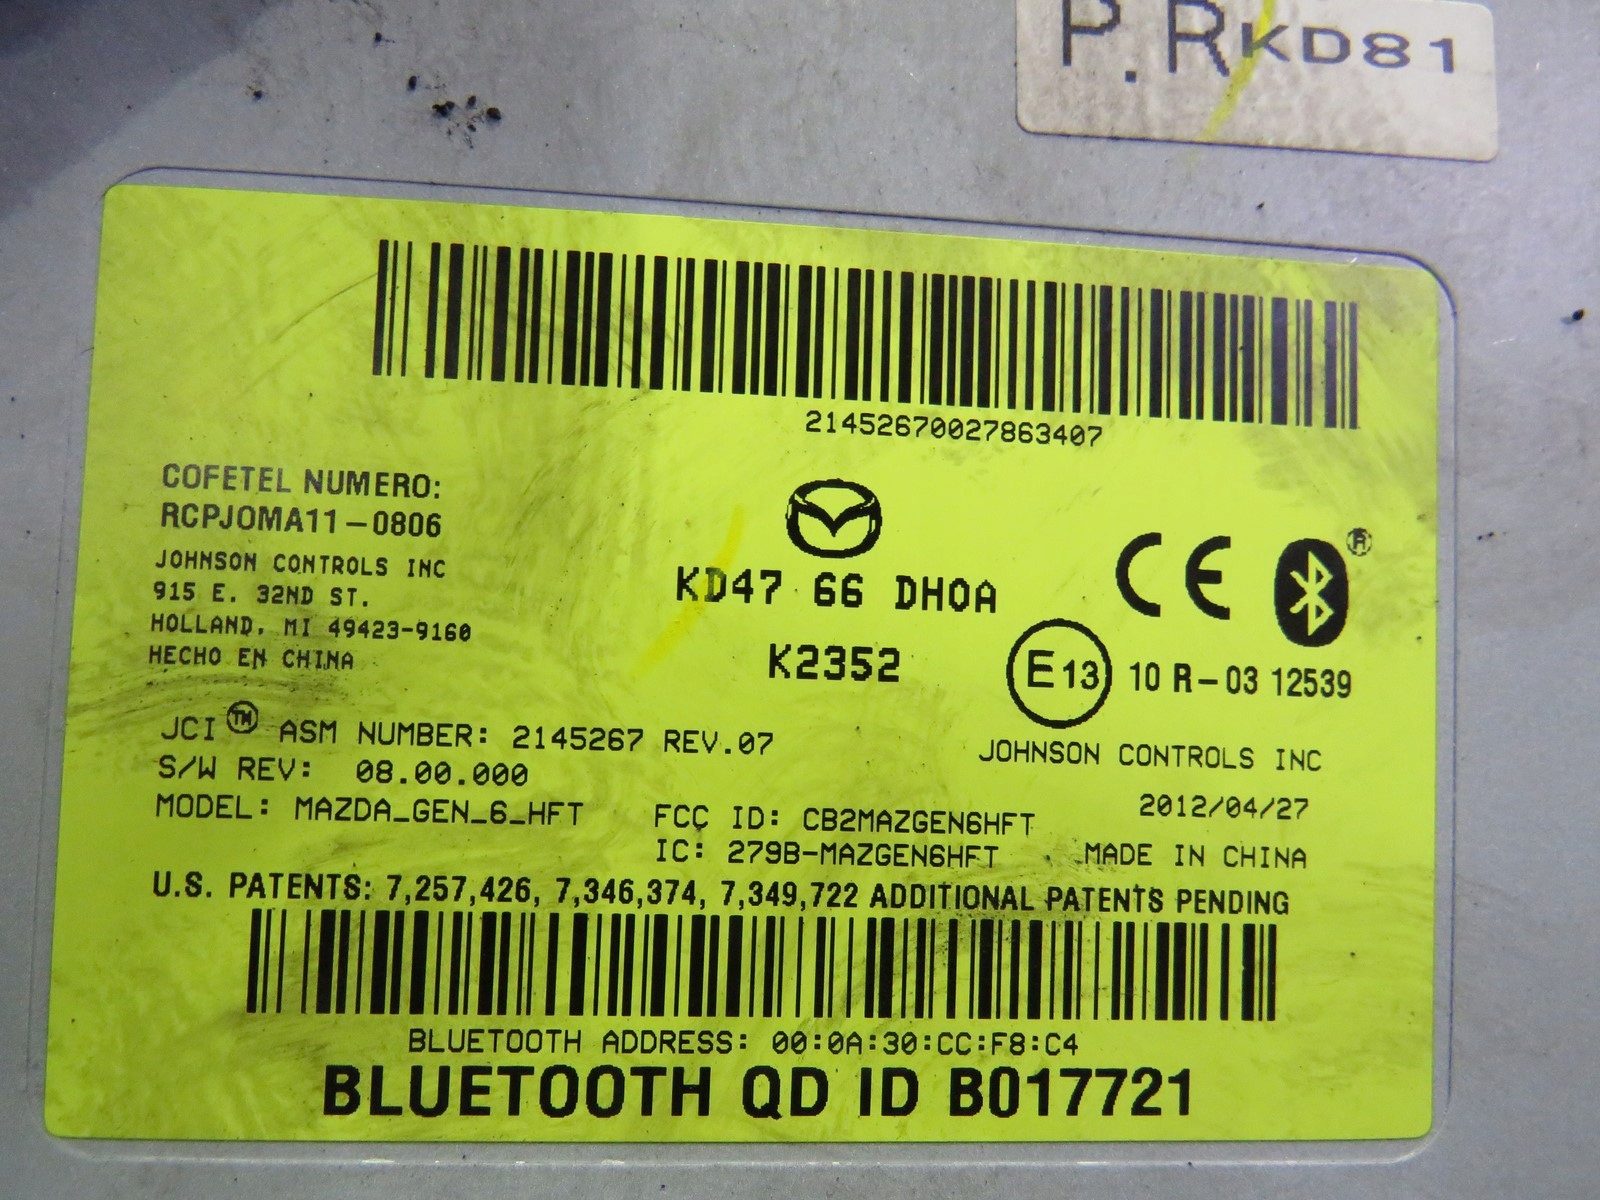 P.RKD81
21452670027863407
COFETEL NUMERO:
RCPJOMA11-0806
JOHNSON CONTROLS INC
915 E. 32ND ST.
HOLLAND, MI 49423-9160
HECHO EN CHINA
KD47 66 DH0A
K2352
CE
®
E13 10 R-03 12539
JCI™ ASM NUMBER: 2145267 REV.07
JOHNSON CONTROLS INC
S/W REV: 08.00.000
2012/04/27
MODEL: MAZDA_GEN_6_HFT
FCC ID: CB2MAZGEN6HFT
IC: 279B-MAZGEN6HFT
MADE IN CHINA
U.S. PATENTS: 7,257,426, 7,346,374, 7,349,722 ADDITIONAL PATENTS PENDING
BLUETOOTH ADDRESS: 00:0A:30:CC:F8:C4
BLUETOOTH QD ID B017721